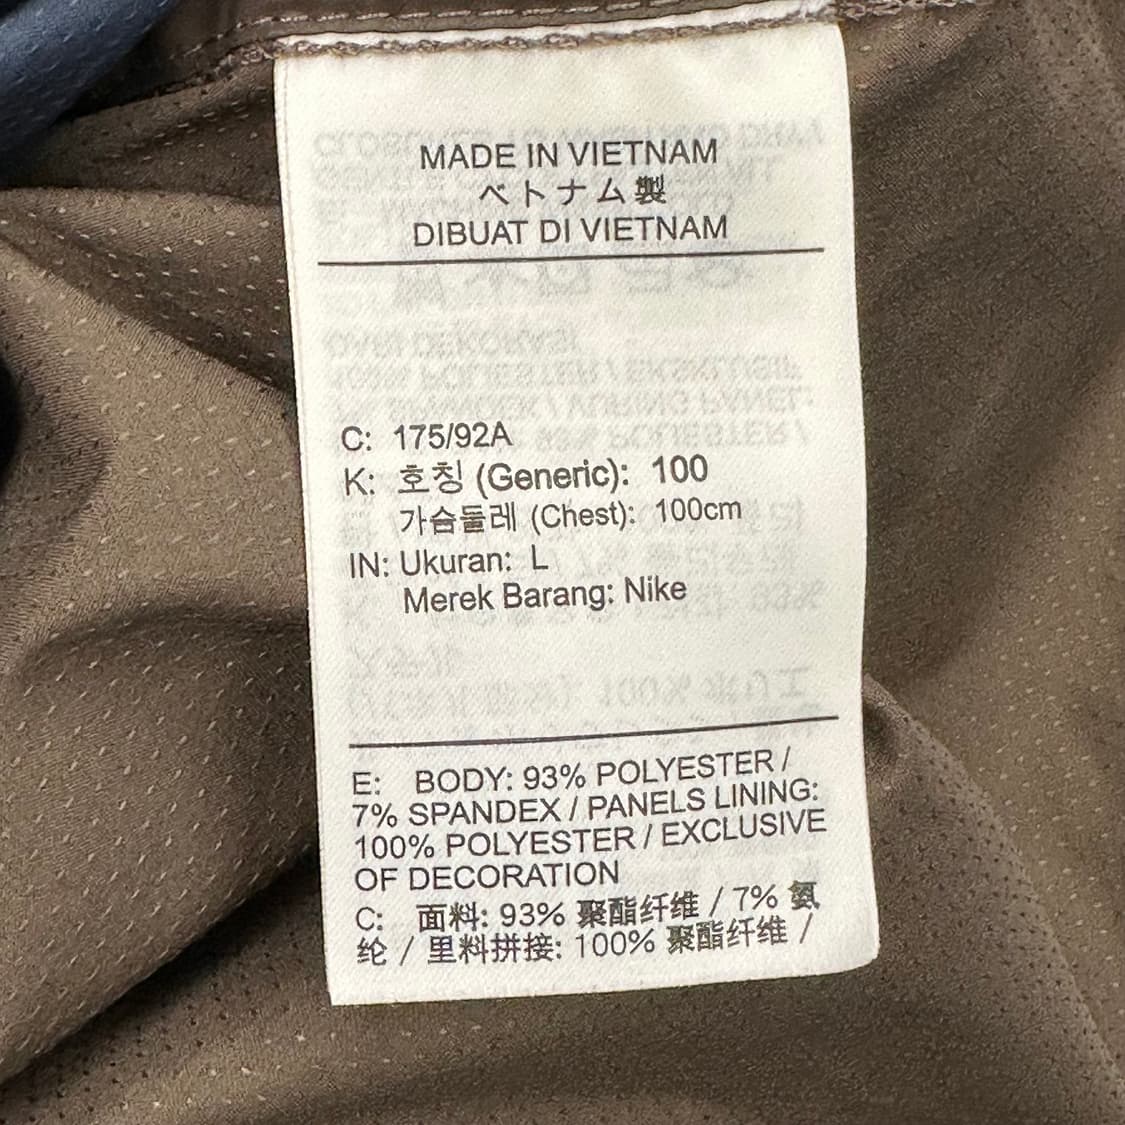 MADE IN VIETNAM
ベトナム製
DIBUAT DI VIETNAM
C: 175/92A
K: 호칭 (Generic): 100
가슴둘레 (Chest): 100cm
IN: Ukuran: L
Merek Barang: Nike
E: BODY: 93% POLYESTER /
7% SPANDEX / PANELS LINING:
100% POLYESTER / EXCLUSIVE
OF DECORATION
C: 面料: 93% 聚酯纤维 / 7% 氨
纶 / 里料拼接: 100% 聚酯纤维 /